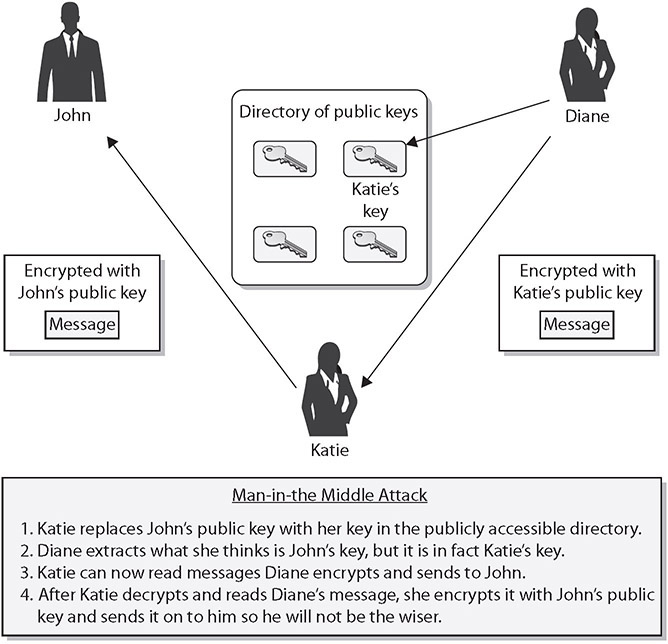 John
Diane
Directory of public keys
Katie's
key
Encrypted with
John's public key
Message
Encrypted with
Katie's public key
Message
Katie
Man-in-the Middle Attack
1. Katie replaces John's public key with her key in the publicly accessible directory.
2. Diane extracts what she thinks is John's key, but it is in fact Katie's key.
3. Katie can now read messages Diane encrypts and sends to John.
4. After Katie decrypts and reads Diane's message, she encrypts it with John's public
key and sends it on to him so he will not be the wiser.